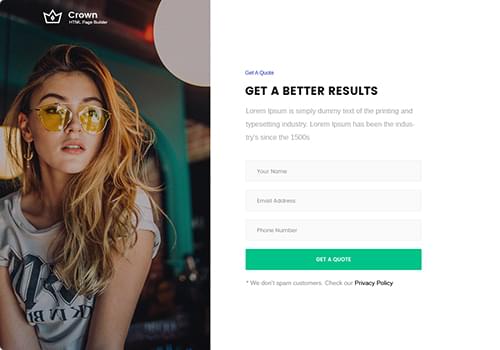 Crown
HTML Page Builder
Get A Quote
GET A BETTER RESULTS
Lorem Ipsum is simply dummy text of the printing and
typesetting industry. Lorem Ipsum has been the indus-
try's since the 1500s
Your Name
Email Address
Phone Number
GET A QUOTE
* We don't spam customers. Check our Privacy Policy